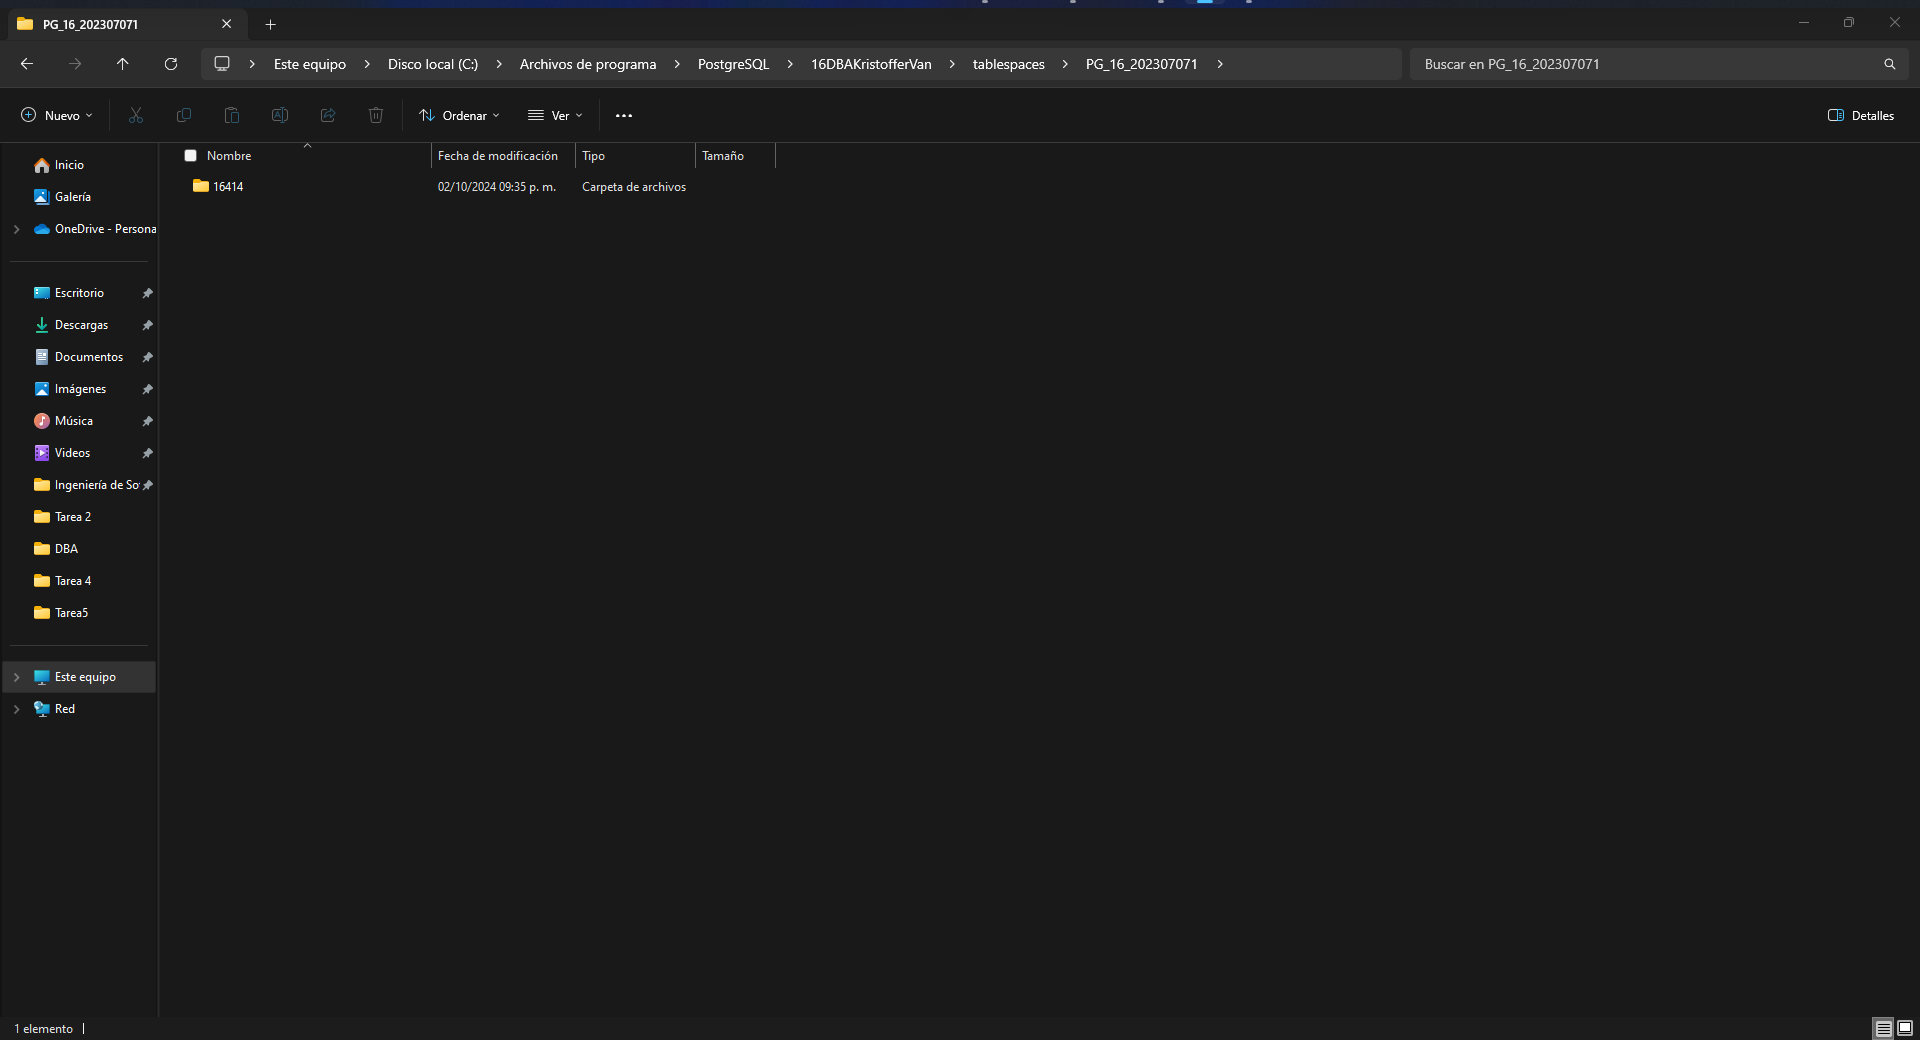 PG_16_202307071
Este equipo
Disco local (C:)
Archivos de programa
PostgreSQL
16DBAKristofferVan
tablespaces
PG_16_202307071
Buscar en PG_16_202307071
Nuevo
Ordenar
Ver
Detalles
Nombre
Fecha de modificación
Tipo
Tamaño
16414
02/10/2024 09:35 p. m.
Carpeta de archivos
Inicio
Galería
OneDrive - Persona
Escritorio
Descargas
Documentos
Imágenes
Música
Videos
Ingeniería de So
Tarea 2
DBA
Tarea 4
Tarea5
Este equipo
Red
1 elemento